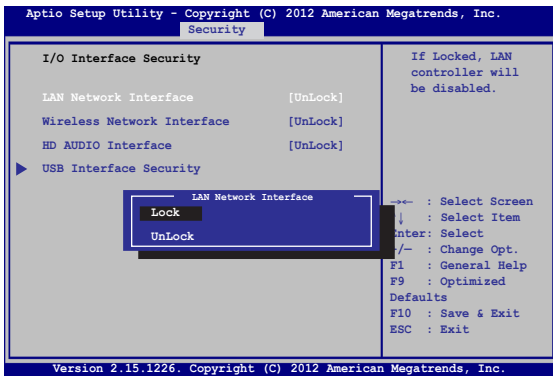 Aptio Setup Utility - Copyright (C) 2012 American Megatrends, Inc.
Security
I/O Interface Security
LAN Network Interface [UnLock]
Wireless Network Interface [UnLock]
HD AUDIO Interface [UnLock]
USB Interface Security
LAN Network Interface
Lock
UnLock
If Locked, LAN
controller will
be disabled.
→← : Select Screen
↓ : Select Item
Enter: Select
/— : Change Opt.
F1 : General Help
F9 : Optimized
Defaults
F10 : Save & Exit
ESC : Exit
Version 2.15.1226. Copyright (C) 2012 American Megatrends, Inc.